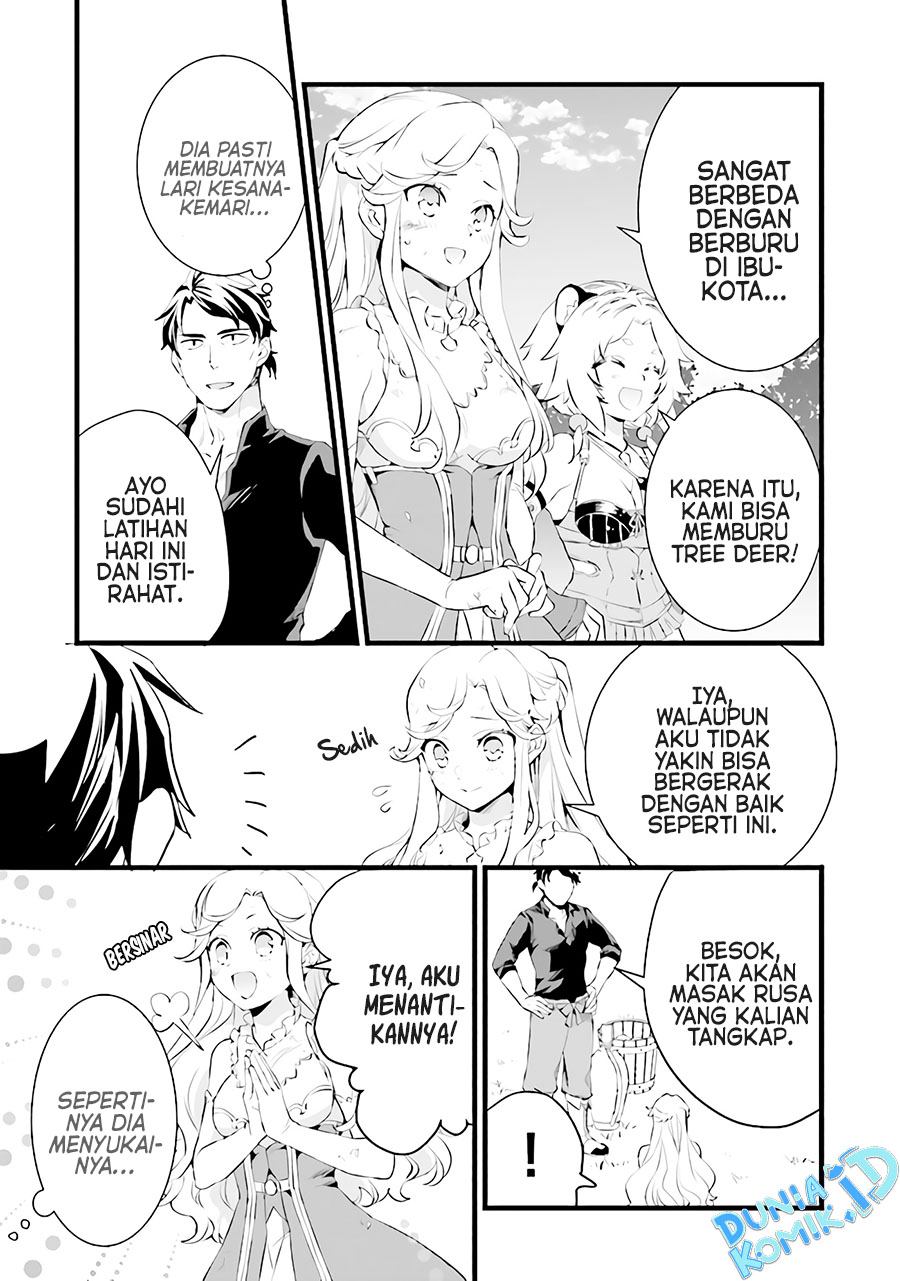 SANGAT
BERBEDA
DENGAN
BERBURU
DI IBU-
KOTA...
KARENA ITU,
KAMI BISA
MEMBURU
TREE DEER!
DIA PASTI
MEMBUATNYA
LARI KESANA-
KEMARI...
AYO
SUDAHI
LATIHAN
HARI INI
DAN ISTI-
RAHAT.
IYA,
WALAUPUN
AKU TIDAK
YAKIN BISA
BERGERAK
DENGAN BAIK
SEPERTI INI.
Sedih
BESOK,
KITA AKAN
MASAK RUSA
YANG KALIAN
TANGKAP.
!
IYA, AKU
MENANTI-
KANNYA!
BERSINAR
SEPERTI-
NYA DIA
MENYUKAI-
NYA...
DUNIA
KOMIK.ID